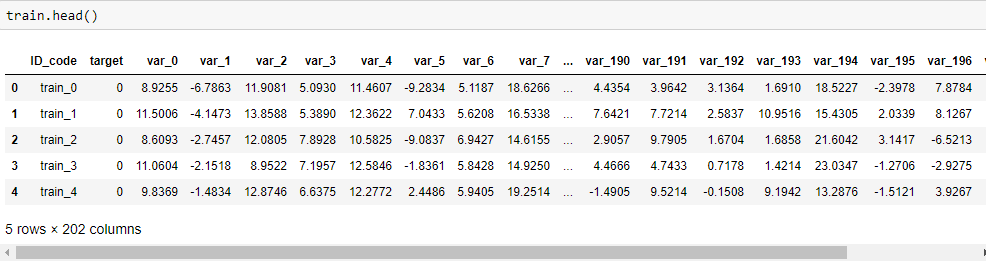 train.head()
ID_code target var_0 var_1 var_2 var_3 var_4 var_5 var_6 var_7 ... var_190 var_191 var_192 var_193 var_194 var_195 var_196
0 train_0 0 8.9255 -6.7863 11.9081 5.0930 11.4607 -9.2834 5.1187 18.6266 ... 4.4354 3.9642 3.1364 1.6910 18.5227 -2.3978 7.8784
1 train_1 0 11.5006 -4.1473 13.8588 5.3890 12.3622 7.0433 5.6208 16.5338 ... 7.6421 7.7214 2.5837 10.9516 15.4305 2.0339 8.1267
2 train_2 0 8.6093 -2.7457 12.0805 7.8928 10.5825 -9.0837 6.9427 14.6155 ... 2.9057 9.7905 1.6704 1.6858 21.6042 3.1417 -6.5213
3 train_3 0 11.0604 -2.1518 8.9522 7.1957 12.5846 -1.8361 5.8428 14.9250 ... 4.4666 4.7433 0.7178 1.4214 23.0347 -1.2706 -2.9275
4 train_4 0 9.8369 -1.4834 12.8746 6.6375 12.2772 2.4486 5.9405 19.2514 ... -1.4905 9.5214 -0.1508 9.1942 13.2876 -1.5121 3.9267
5 rows × 202 columns